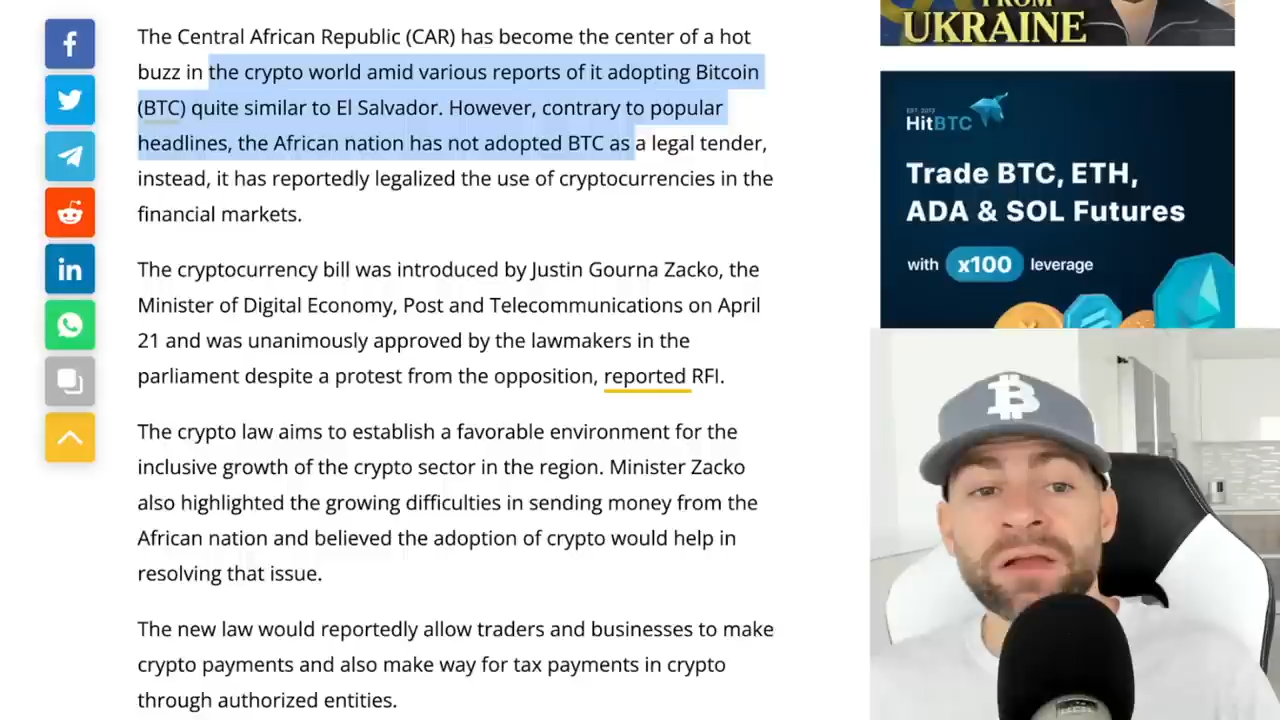 The Central African Republic (CAR) has become the center of a hot
buzz in the crypto world amid various reports of it adopting Bitcoin
(BTC) quite similar to El Salvador. However, contrary to popular
headlines, the African nation has not adopted BTC as a legal tender,
instead, it has reportedly legalized the use of cryptocurrencies in the
financial markets.
The cryptocurrency bill was introduced by Justin Gourna Zacko, the
Minister of Digital Economy, Post and Telecommunications on April
21 and was unanimously approved by the lawmakers in the
parliament despite a protest from the opposition, reported RFI.
The crypto law aims to establish a favorable environment for the
inclusive growth of the crypto sector in the region. Minister Zacko
also highlighted the growing difficulties in sending money from the
African nation and believed the adoption of crypto would help in
resolving that issue.
The new law would reportedly allow traders and businesses to make
crypto payments and also make way for tax payments in crypto
through authorized entities.
FROM
UKRAINE
EST. 2013
HitBTC
Trade BTC, ETH,
ADA & SOL Futures
with x100 leverage
f
in
B